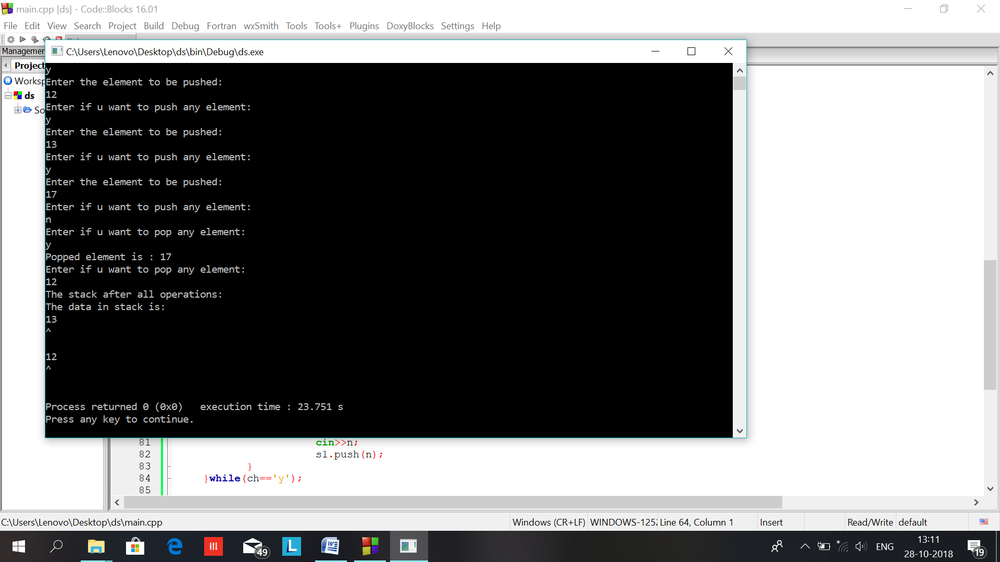 main.cpp [ds] - Code::Blocks 16.01
File Edit View Search Project Build Debug Fortran wxSmith Tools Tools+ Plugins DoxyBlocks Settings Help
C:\Users\Lenovo\Desktop\ds\bin\Debug\ds.exe
Managemen
Project
Worksp
ds
So
y
Enter the element to be pushed:
12
Enter if u want to push any element:
y
Enter the element to be pushed:
13
Enter if u want to push any element:
y
Enter the element to be pushed:
17
Enter if u want to push any element:
n
Enter if u want to pop any element:
y
Popped element is : 17
Enter if u want to pop any element:
12
The stack after all operations:
The data in stack is:
13
^
12
^
Process returned 0 (0x0)   execution time : 23.751 s
Press any key to continue.
81 cin>>n;
82 s1.push(n);
83 }
84 }while(ch=='y');
85
C:\Users\Lenovo\Desktop\ds\main.cpp Windows (CR+LF) WINDOWS-1252 Line 64, Column 1 Insert Read/Write default
49 L W ENG 13:11 19
28-10-2018